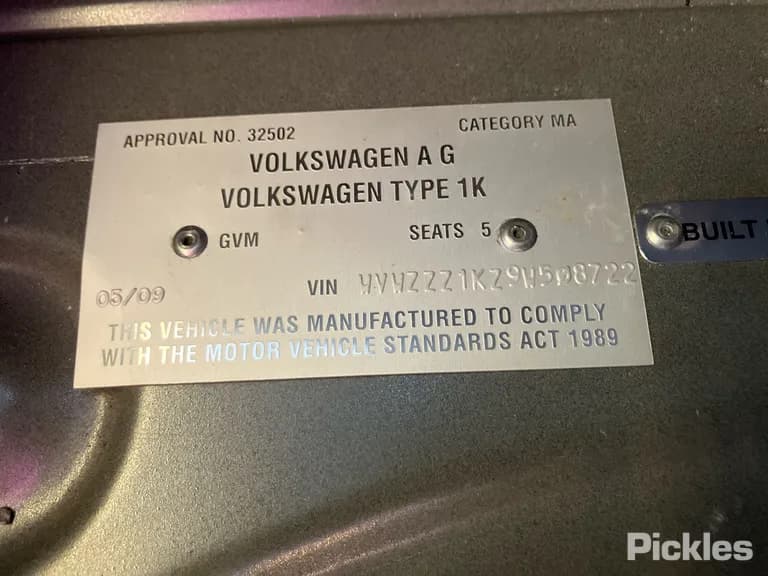 APPROVAL NO. 32502
CATEGORY MA
VOLKSWAGEN A G
VOLKSWAGEN TYPE 1K
GVM
SEATS 5
BUILT
05/09
VIN WVWZZZ1KZ9W508722
THIS VEHICLE WAS MANUFACTURED TO COMPLY
WITH THE MOTOR VEHICLE STANDARDS ACT 1989
Pickles